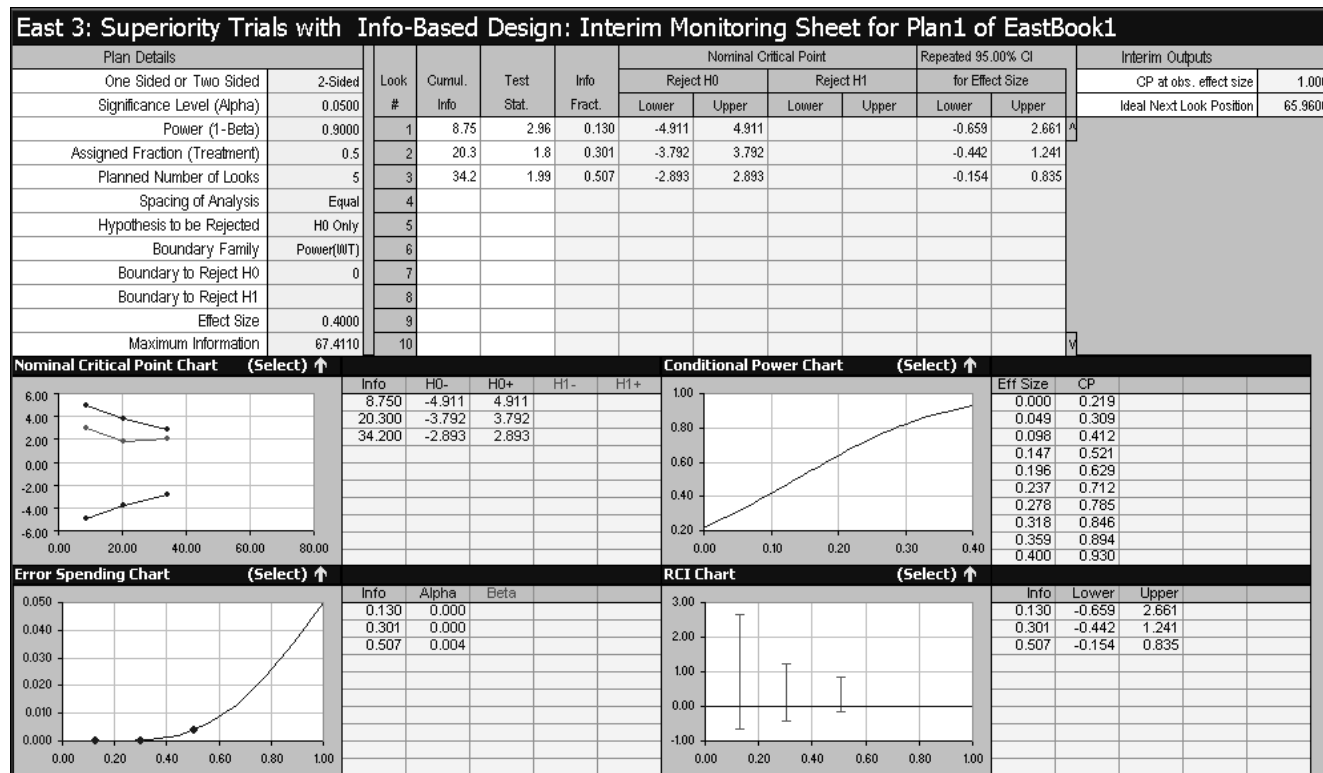 East 3: Superiority Trials with Info-Based Design: Interim Monitoring Sheet for Plan1 of EastBook1
Plan Details
One Sided or Two Sided 2-Sided
Significance Level (Alpha) 0.0500
Power (1-Beta) 0.9000
Assigned Fraction (Treatment) 0.5
Planned Number of Looks 5
Spacing of Analysis Equal
Hypothesis to be Rejected H0 Only
Boundary Family Power(WT)
Boundary to Reject H0 0
Boundary to Reject H1
Effect Size 0.4000
Maximum Information 67.4110
Nominal Critical Point Repeated 95.00% CI
Look Cumul. Test Info Reject H0 Reject H1 for Effect Size
# Info Stat. Fract. Lower Upper Lower Upper Lower Upper
1 8.75 2.96 0.130 -4.911 4.911 -0.659 2.661 ^
2 20.3 1.8 0.301 -3.792 3.792 -0.442 1.241
3 34.2 1.99 0.507 -2.893 2.893 -0.154 0.835
4
5
6
7
8
9
10 v
Interim Outputs
CP at obs. effect size 1.000
Ideal Next Look Position 65.9600
Nominal Critical Point Chart (Select) ↑
6.00
4.00
2.00
0.00
-2.00
-4.00
-6.00
0.00 20.00 40.00 60.00 80.00
Info H0- H0+ H1- H1+
8.750 -4.911 4.911
20.300 -3.792 3.792
34.200 -2.893 2.893
Conditional Power Chart (Select) ↑
1.00
0.80
0.60
0.40
0.20
0.00 0.10 0.20 0.30 0.40
Eff Size CP
0.000 0.219
0.049 0.309
0.098 0.412
0.147 0.521
0.196 0.629
0.237 0.712
0.278 0.785
0.318 0.846
0.359 0.894
0.400 0.930
Error Spending Chart (Select) ↑
0.050
0.040
0.030
0.020
0.010
0.000
0.00 0.20 0.40 0.60 0.80 1.00
Info Alpha Beta
0.130 0.000
0.301 0.000
0.507 0.004
RCI Chart (Select) ↑
3.00
2.00
1.00
0.00
-1.00
0.00 0.20 0.40 0.60 0.80 1.00
Info Lower Upper
0.130 -0.659 2.661
0.301 -0.442 1.241
0.507 -0.154 0.835